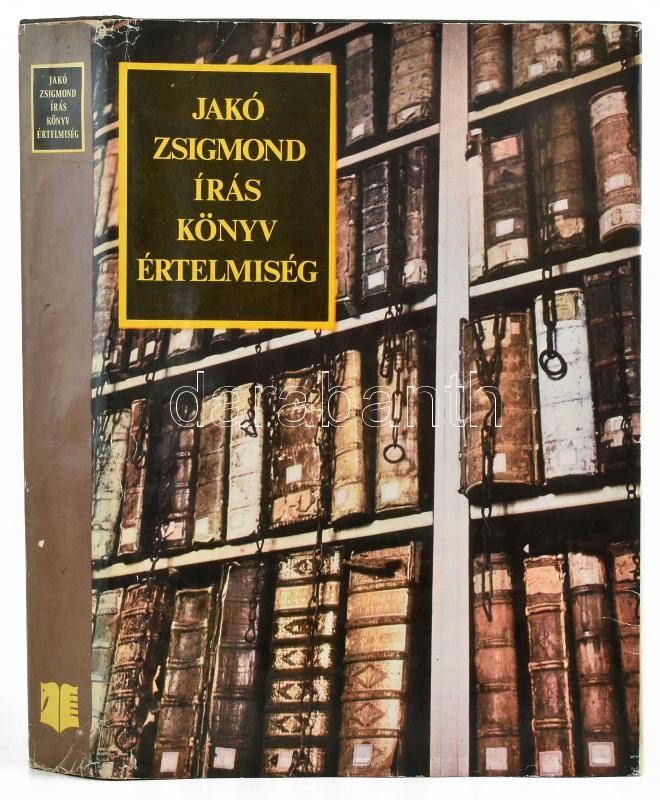 JAKÓ
ZSIGMOND
ÍRÁS
KÖNYV
ÉRTELMISÉG
JAKÓ
ZSIGMOND
ÍRÁS
KÖNYV
ÉRTELMISÉG
darabanth